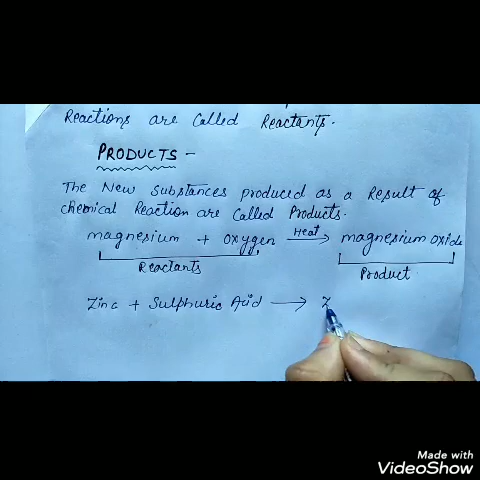 Reactions are Called Reactants.
PRODUCTS -
The New Substances produced as a Result of
chemical Reaction are Called Products.
magnesium + oxygen Heat → magnesium oxide
Reactants Product
Zinc + Sulphuric Acid → Z
Made with
VideoShow